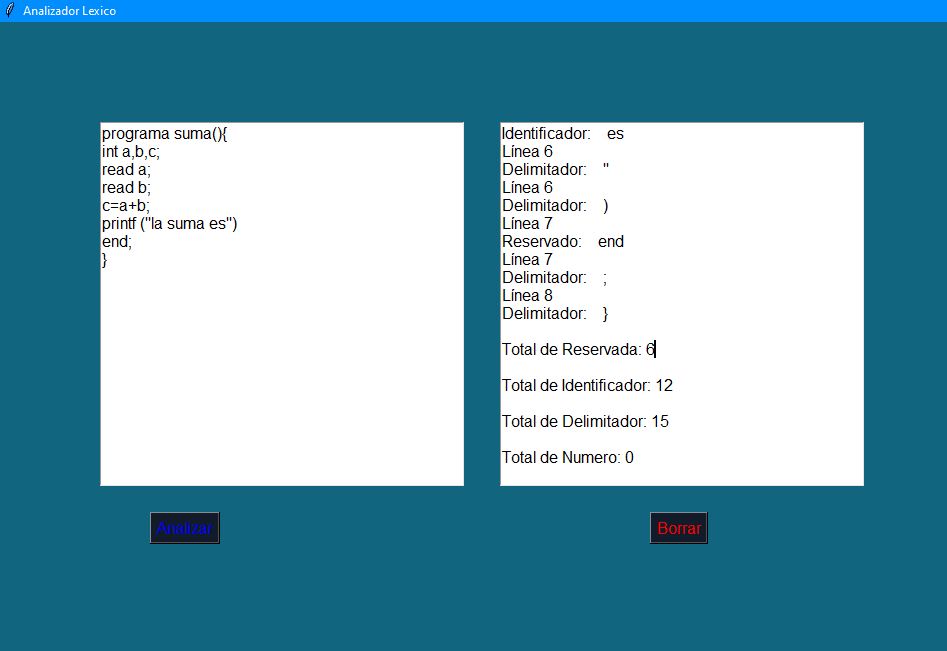 Analizador Lexico
programa suma(){
int a,b,c;
read a;
read b;
c=a+b;
printf ("la suma es")
end;
}
Identificador:    es
Línea 6
Delimitador:    "
Línea 6
Delimitador:    )
Línea 7
Reservado:    end
Línea 7
Delimitador:    ;
Línea 8
Delimitador:    }
Total de Reservada: 6
Total de Identificador: 12
Total de Delimitador: 15
Total de Numero: 0
Analizar
Borrar